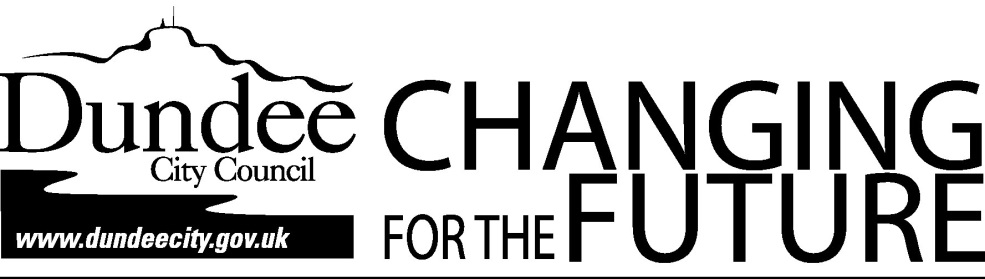 Dundee
City Council
www.dundeecity.gov.uk
CHANGING
FOR THE FUTURE